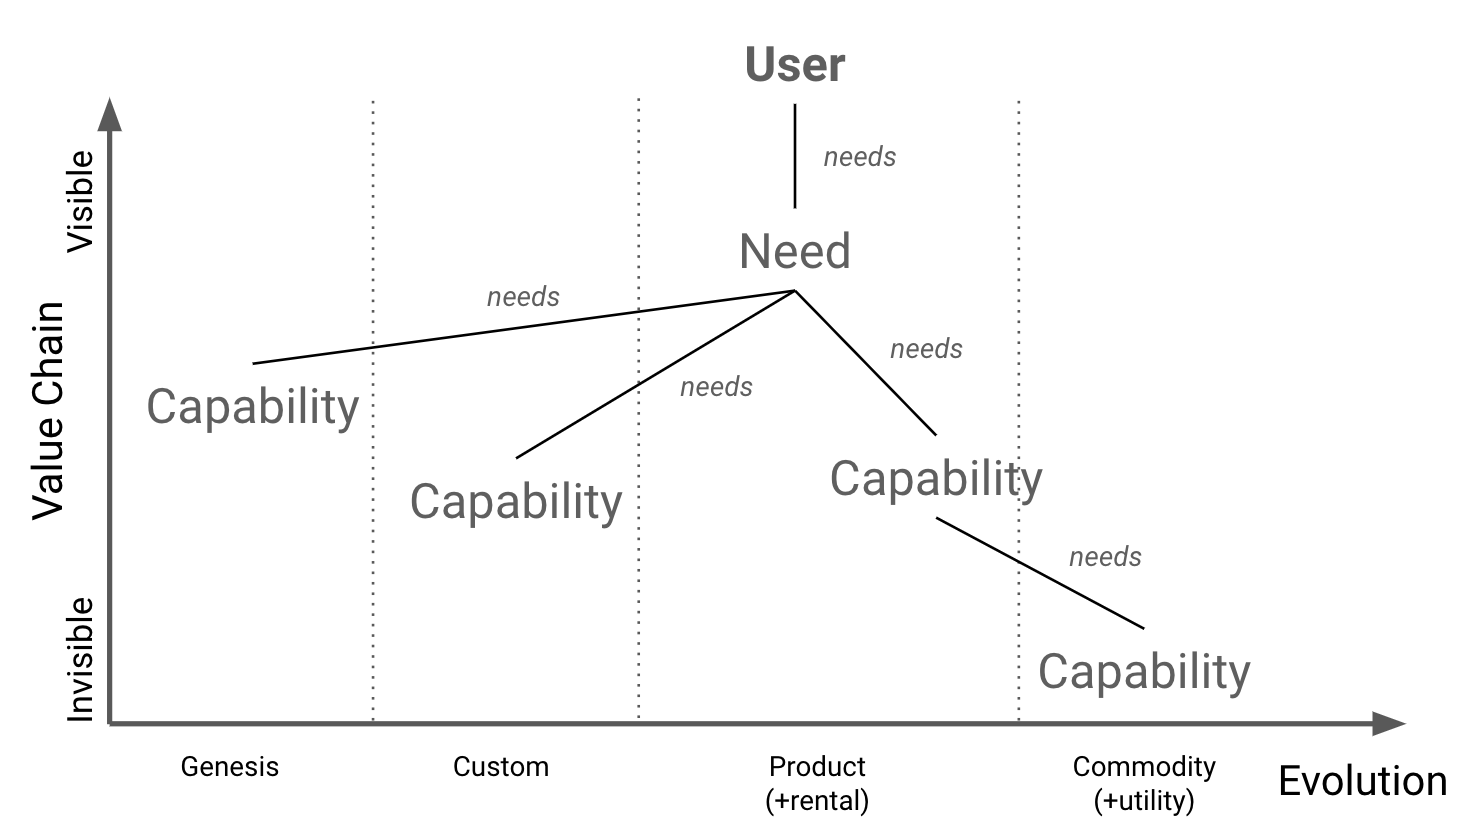 User
needs
Visible
Need
needs
needs
Value Chain
needs
Capability
Capability
Capability
needs
Invisible
Capability
Genesis
Custom
Product
(+rental)
Commodity
(+utility)
Evolution